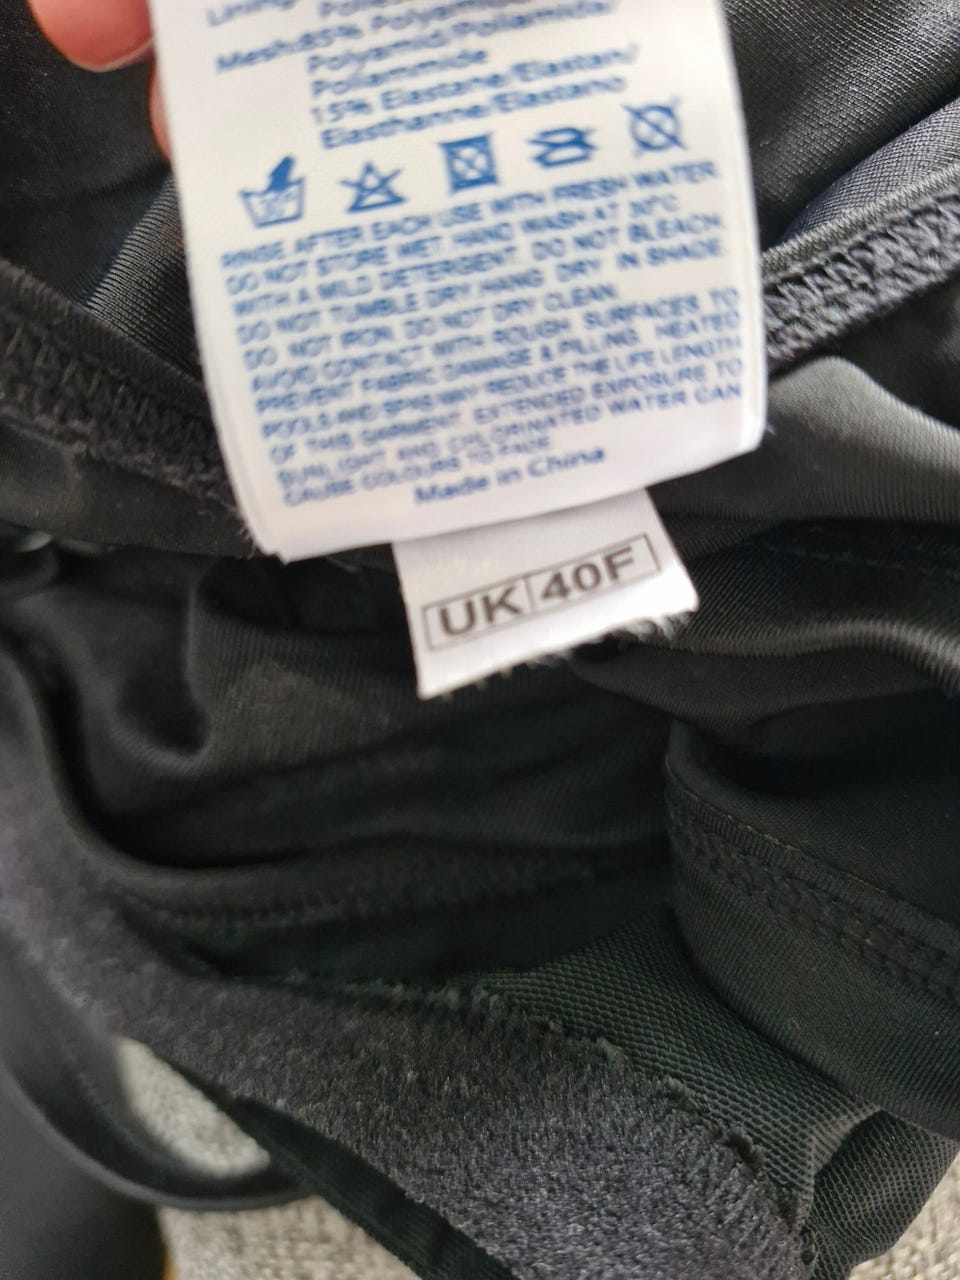 Lining:
Mesh:85% Polyamide/
Polyamid/Poliamida/
Poliammide
15% Elastane/Elastan/
Elasthanne/Elastano
30°
RINSE AFTER EACH USE WITH FRESH WATER.
DO NOT STORE WET. HAND WASH AT 30°C
WITH A MILD DETERGENT. DO NOT BLEACH.
DO NOT TUMBLE DRY. HANG DRY IN SHADE.
DO NOT IRON. DO NOT DRY CLEAN.
AVOID CONTACT WITH ROUGH SURFACES TO
PREVENT FABRIC DAMAGE & PILLING. HEATED
POOLS AND SPAS MAY REDUCE THE LIFE LENGTH
OF THIS GARMENT. EXTENDED EXPOSURE TO
SUNLIGHT AND CHLORINATED WATER CAN
CAUSE COLOURS TO FADE
Made in China
UK 40F